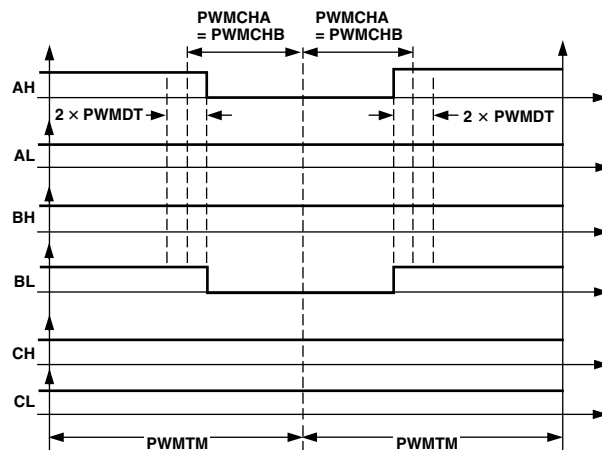 PWMCHA
= PWMCHB
PWMCHA
= PWMCHB
AH
2 × PWMDT
2 × PWMDT
AL
BH
BL
CH
CL
PWMTM
PWMTM